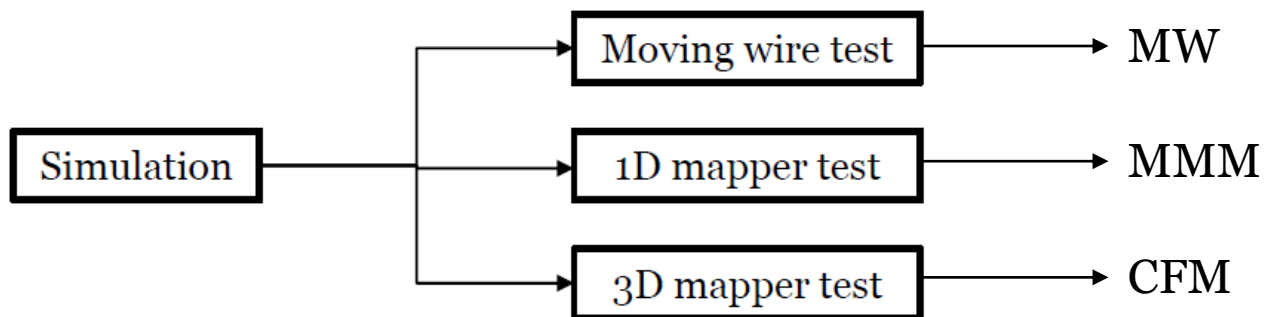 Moving wire test
MW
Simulation
1D mapper test
MMM
3D mapper test
CFM